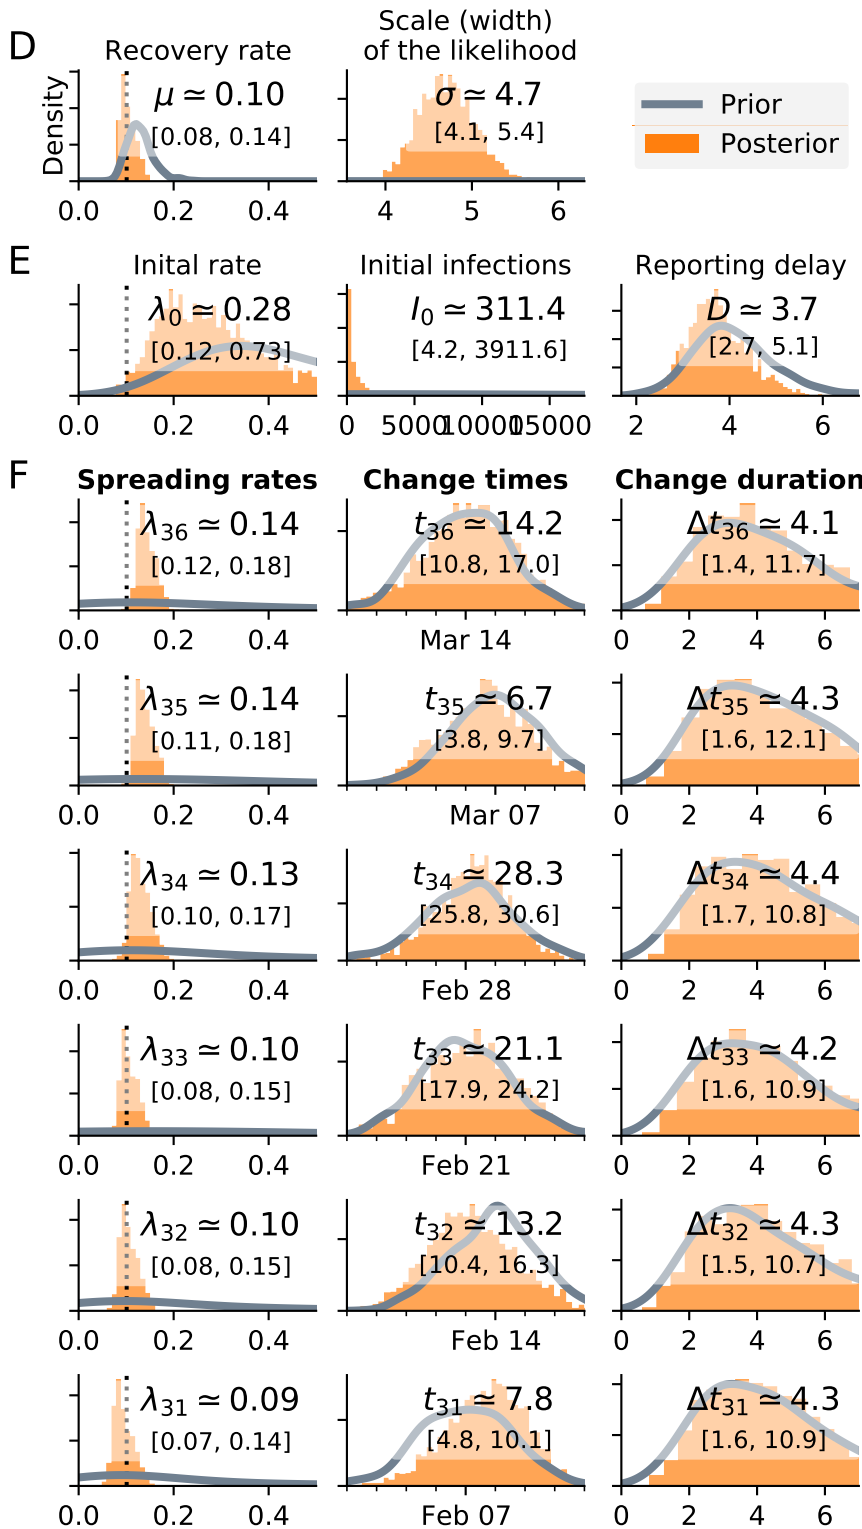 D
Recovery rate
Scale (width)
of the likelihood
Density
μ ≃ 0.10
[0.08, 0.14]
σ ≃ 4.7
[4.1, 5.4]
Prior
Posterior
0.0 0.2 0.4
4 5 6
E
Inital rate
Initial infections
Reporting delay
λ0 ≃ 0.28
[0.12, 0.73]
I0 ≃ 311.4
[4.2, 3911.6]
D ≃ 3.7
[2.7, 5.1]
0.0 0.2 0.4
0 5000 10000 15000
2 4 6
F
Spreading rates
Change times
Change duration
λ36 ≃ 0.14
[0.12, 0.18]
t36 ≃ 14.2
[10.8, 17.0]
Δt36 ≃ 4.1
[1.4, 11.7]
0.0 0.2 0.4
Mar 14
0 2 4 6
λ35 ≃ 0.14
[0.11, 0.18]
t35 ≃ 6.7
[3.8, 9.7]
Δt35 ≃ 4.3
[1.6, 12.1]
0.0 0.2 0.4
Mar 07
0 2 4 6
λ34 ≃ 0.13
[0.10, 0.17]
t34 ≃ 28.3
[25.8, 30.6]
Δt34 ≃ 4.4
[1.7, 10.8]
0.0 0.2 0.4
Feb 28
0 2 4 6
λ33 ≃ 0.10
[0.08, 0.15]
t33 ≃ 21.1
[17.9, 24.2]
Δt33 ≃ 4.2
[1.6, 10.9]
0.0 0.2 0.4
Feb 21
0 2 4 6
λ32 ≃ 0.10
[0.08, 0.15]
t32 ≃ 13.2
[10.4, 16.3]
Δt32 ≃ 4.3
[1.5, 10.7]
0.0 0.2 0.4
Feb 14
0 2 4 6
λ31 ≃ 0.09
[0.07, 0.14]
t31 ≃ 7.8
[4.8, 10.1]
Δt31 ≃ 4.3
[1.6, 10.9]
0.0 0.2 0.4
Feb 07
0 2 4 6